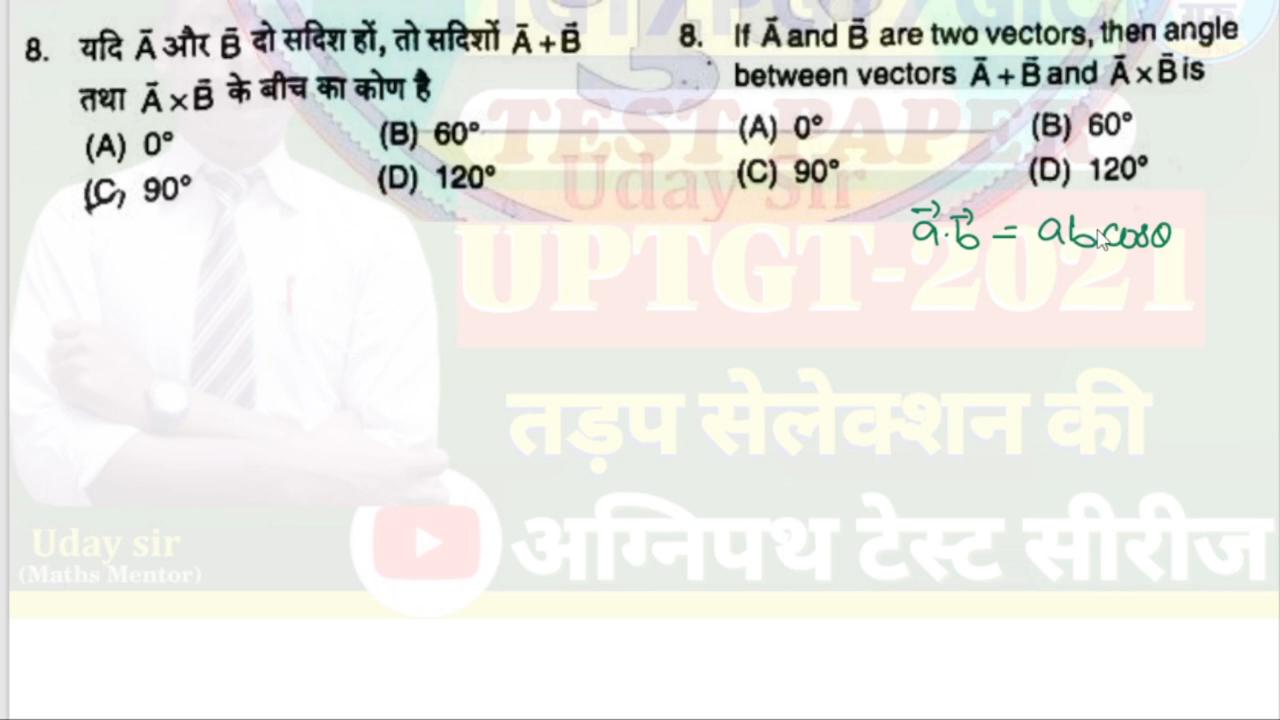 8. यदि Ā और B̄ दो सदिश हों, तो सदिशों Ā + B̄
तथा Ā × B̄ के बीच का कोण है
(A) 0°
(B) 60°
(C) 90°
(D) 120°
8. If Ā and B̄ are two vectors, then angle
between vectors Ā + B̄ and Ā × B̄ is
(A) 0°
(B) 60°
(C) 90°
(D) 120°
a⃗.b⃗ = ab cosθ
TEST PAPER
Uday Sir
UPTGT-2021
तड़प सेलेक्शन की
अग्निपथ टेस्ट सीरीज
Uday sir
(Maths Mentor)